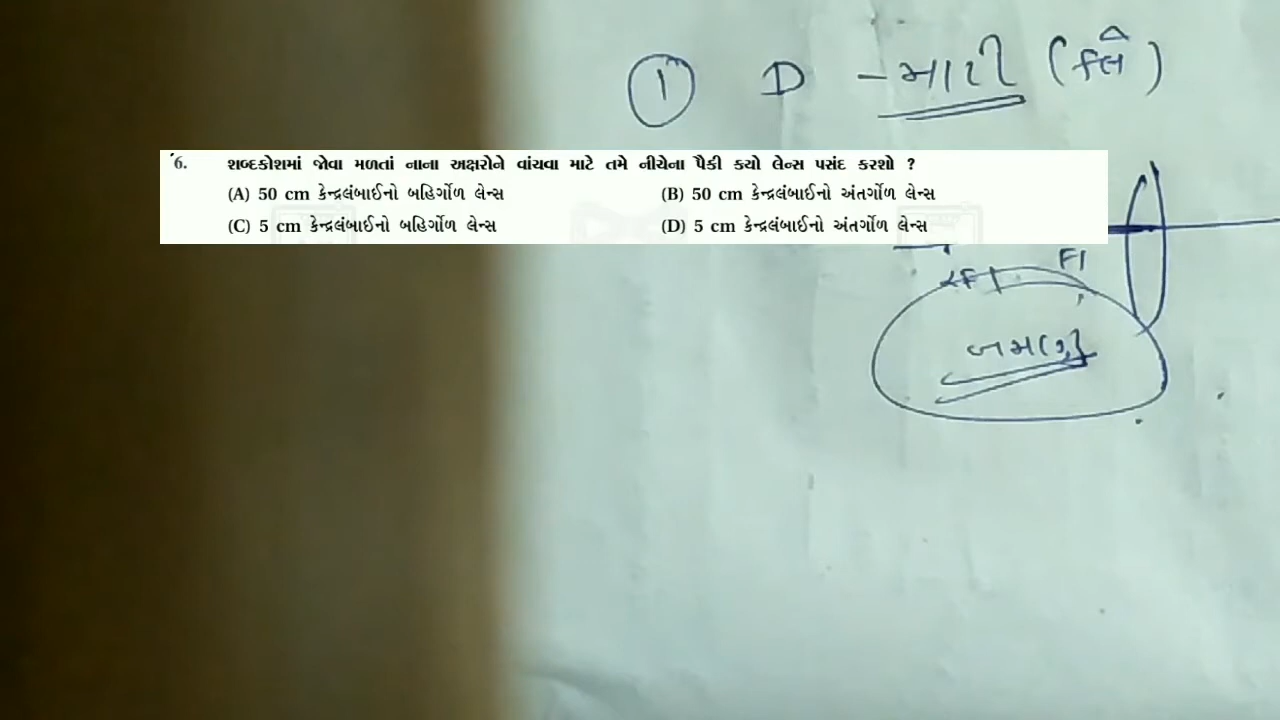 ① D - માટી (ક્લે)
6. શબ્દકોશમાં જોવા મળતાં નાના અક્ષરોને વાંચવા માટે તમે નીચેના પૈકી કયો લેન્સ પસંદ કરશો ?
(A) 50 cm કેન્દ્રલંબાઈનો બહિર્ગોળ લેન્સ (B) 50 cm કેન્દ્રલંબાઈનો અંતર્ગોળ લેન્સ
(C) 5 cm કેન્દ્રલંબાઈનો બહિર્ગોળ લેન્સ (D) 5 cm કેન્દ્રલંબાઈનો અંતર્ગોળ લેન્સ
2F1 F1